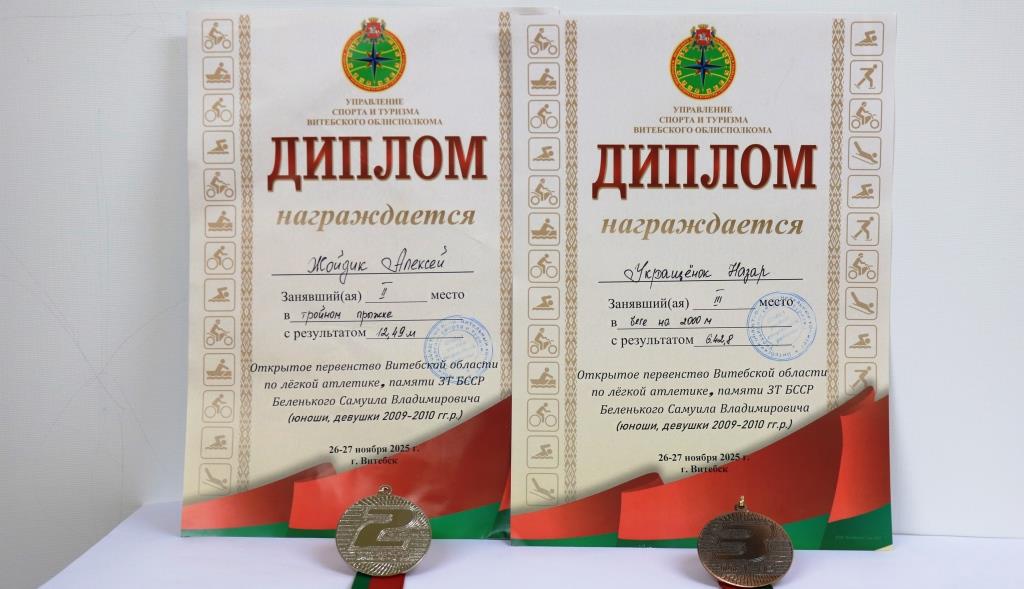 УПРАВЛЕНИЕ
СПОРТА И ТУРИЗМА
ВИТЕБСКОГО ОБЛИСПОЛКОМА
ДИПЛОМ
награждается
Жойдик Алексей
Занявший(ая) II место
в тройном прыжке
с результатом 12,49 м
Открытое первенство Витебской области
по лёгкой атлетике, памяти ЗТ БССР
Беленького Самуила Владимировича
(юноши, девушки 2009-2010 гг.р.)
26-27 ноября 2025 г.
г. Витебск
2
УПРАВЛЕНИЕ
СПОРТА И ТУРИЗМА
ВИТЕБСКОГО ОБЛИСПОЛКОМА
ДИПЛОМ
награждается
Укращёнок Назар
Занявший(ая) III место
в беге на 2000 м
с результатом 6.42,8
Открытое первенство Витебской области
по лёгкой атлетике, памяти ЗТ БССР
Беленького Самуила Владимировича
(юноши, девушки 2009-2010 гг.р.)
26-27 ноября 2025 г.
г. Витебск
3